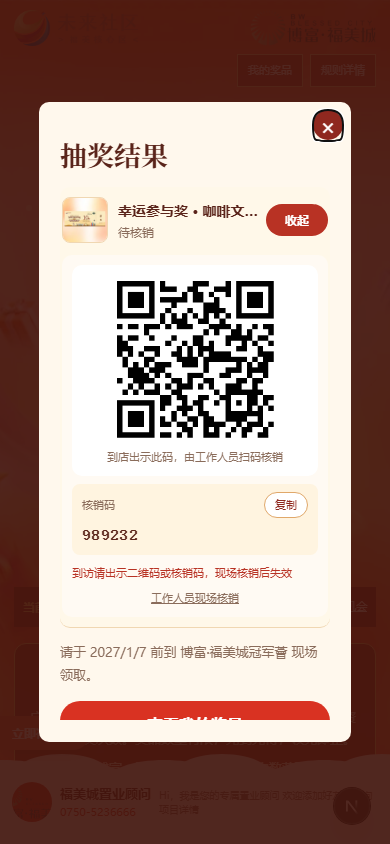 我的奖品
规则详情
×
抽奖结果
幸运参与奖 • 咖啡文...
收起
待核销
到店出示此码，由工作人员扫码核销
核销码
复制
989232
到访请出示二维码或核销码，现场核销后失效
工作人员现场核销
请于 2027/1/7 前到 博富·福美城冠军荟 现场
领取。
福美城置业顾问
0750-5236666
N